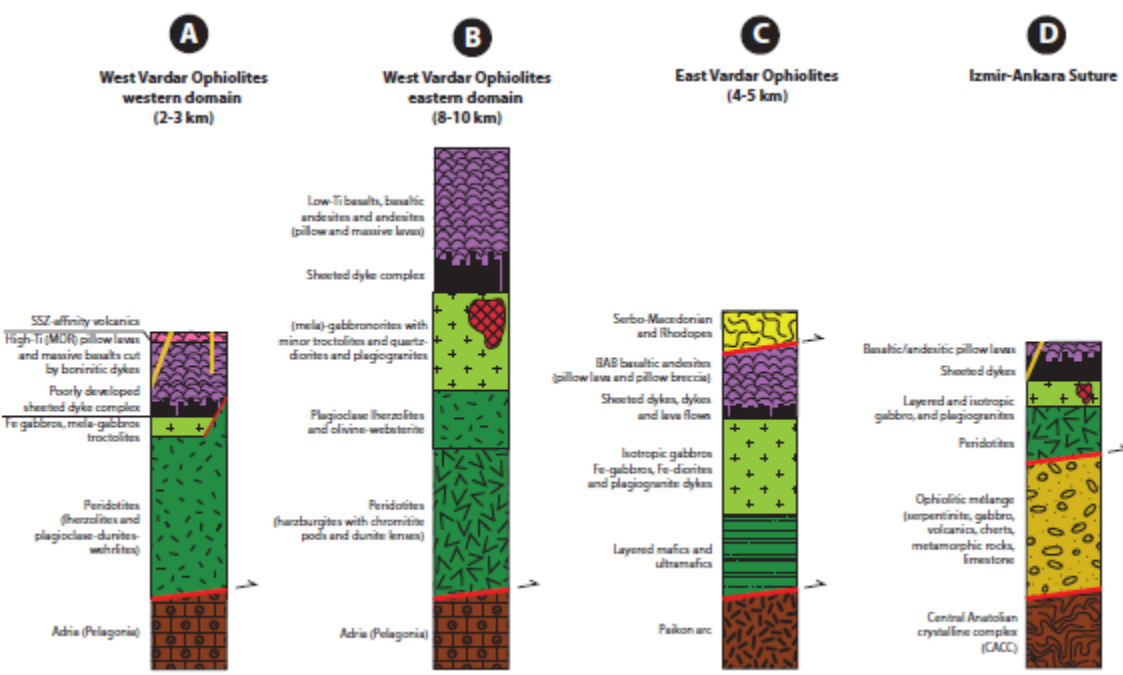 A
West Vardar Ophiolites
western domain
(2-3 km)
SSZ-affinity volcanics
High-Ti (MOR) pillow lavas
and massive basalts cut
by boninitic dykes
Poorly developed
sheeted dyke complex
Fe gabbros, mela-gabbros
troctolites
Peridotites
(lherzolites and
plagioclase-dunites-
wehrlites)
Adria (Pelagonia)
B
West Vardar Ophiolites
eastern domain
(8-10 km)
Low-Ti basalts, basaltic
andesites and andesites
(pillow and massive lavas)
Sheeted dyke complex
(mela)-gabbronorites with
minor troctolites and quartz-
diorites and plagiogranites
Plagioclase lherzolites
and olivine-websterite
Peridotites
(harzburgites with chromitite
pods and dunite lenses)
Adria (Pelagonia)
C
East Vardar Ophiolites
(4-5 km)
Serbo-Macedonian
and Rhodopes
BAB basaltic andesites
(pillow lava and pillow breccia)
Sheeted dykes, dykes
and lava flows
Isotropic gabbros
Fe-gabbros, Fe-diorites
and plagiogranite dykes
Layered mafics and
ultramafics
Paikon arc
D
Izmir-Ankara Suture
Basaltic/andesitic pillow lavas
Sheeted dykes
Layered and isotropic
gabbro, and plagiogranites
Peridotites
Ophiolitic mélange
(serpentinite, gabbro,
volcanics, cherts,
metamorphic rocks,
limestone
Central Anatolian
crystalline complex
(CACC)